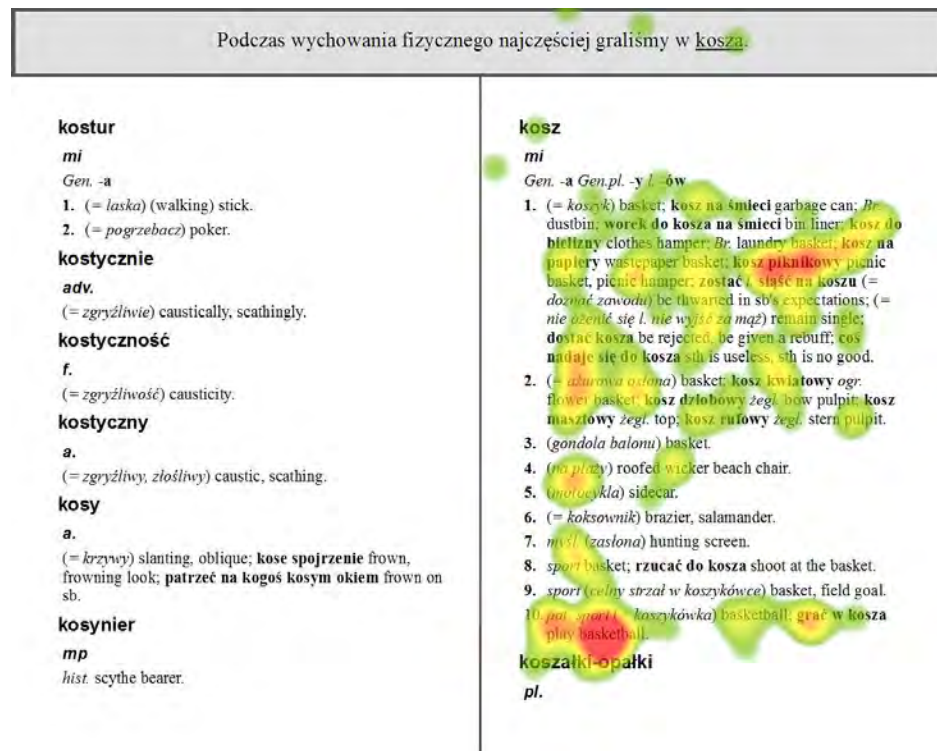 Podczas wychowania fizycznego najczęściej graliśmy w kosza.
kostur
mi
Gen. -a
1. (= laska) (walking) stick.
2. (= pogrzebacz) poker.
kostycznie
adv.
(= zgryźliwie) caustically, scathingly.
kostyczność
f.
(= zgryźliwość) causticity.
kostyczny
a.
(= zgryźliwy, złośliwy) caustic, scathing.
kosy
a.
(= krzywy) slanting, oblique; kose spojrzenie frown,
frowning look; patrzeć na kogoś kosym okiem frown on
sb.
kosynier
mp
hist. scythe bearer.
kosz
mi
Gen. -a Gen.pl. -y l. -ów
1. (= koszyk) basket; kosz na śmieci garbage can; Br.
dustbin; worek do kosza na śmieci bin liner; kosz do
bielizny clothes hamper; Br. laundry basket; kosz na
papiery wastepaper basket; kosz piknikowy picnic
basket, picnic hamper; zostać l. siąść na koszu (=
doznać zawodu) be thwarted in sb's expectations; (=
nie ożenić się l. nie wyjść za mąż) remain single;
dostać kosza be rejected, be given a rebuff; coś
nadaje się do kosza sth is useless, sth is no good.
2. (= ażurowa osłona) basket; kosz kwiatowy ogr.
flower basket; kosz dziobowy żegl. bow pulpit; kosz
masztowy żegl. top; kosz rufowy żegl. stern pulpit.
3. (gondola balonu) basket.
4. (na plaży) roofed wicker beach chair.
5. (motocykla) sidecar.
6. (= koksownik) brazier, salamander.
7. myśl. (zasłona) hunting screen.
8. sport basket; rzucać do kosza shoot at the basket.
9. sport (celny strzał w koszykówce) basket, field goal.
10. pot. sport (= koszykówka) basketball; grać w kosza
play basketball.
koszałki-opałki
pl.